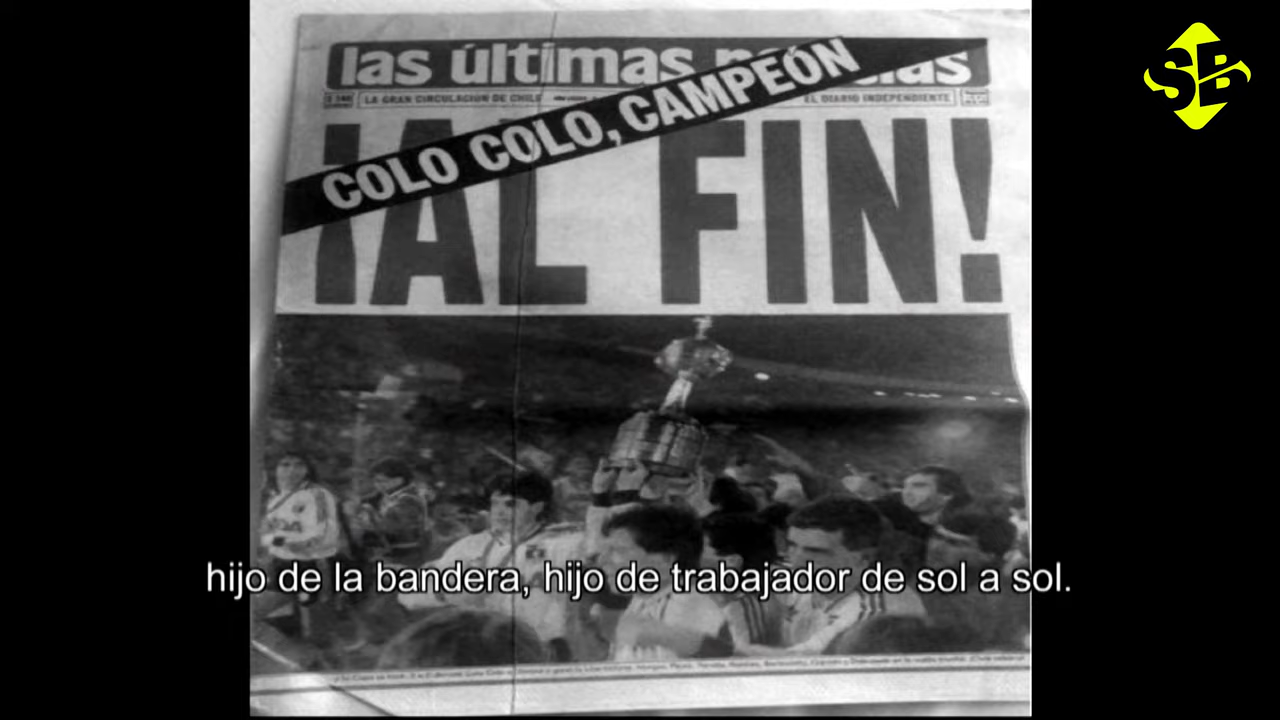 SB
las últimas
COLO COLO, CAMPEÓN
LA GRAN CIRCULACION DE CHILE
EL DIARIO INDEPENDIENTE
¡AL FIN!
hijo de la bandera, hijo de trabajador de sol a sol.